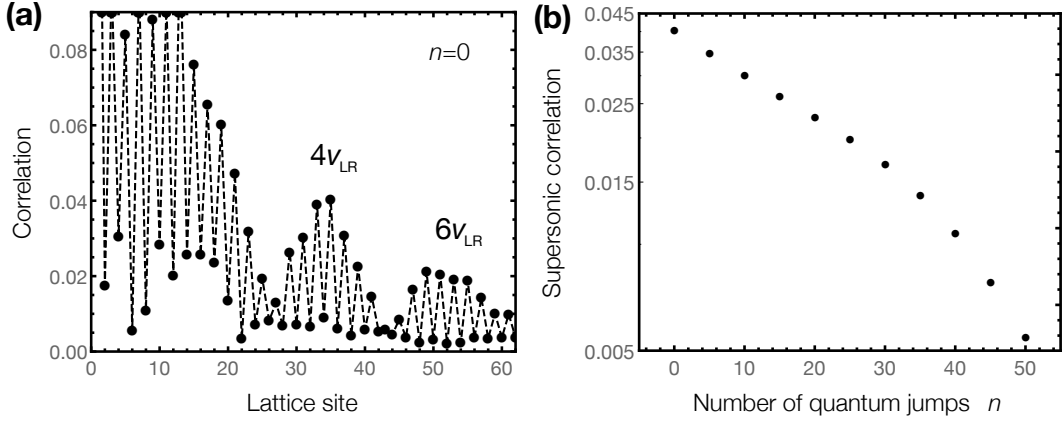 (a)
n=0
4v_LR
6v_LR
Correlation
0.08
0.06
0.04
0.02
0.00
0 10 20 30 40 50 60
Lattice site
(b)
Supersonic correlation
0.045
0.035
0.025
0.015
0.005
0 10 20 30 40 50
Number of quantum jumps n